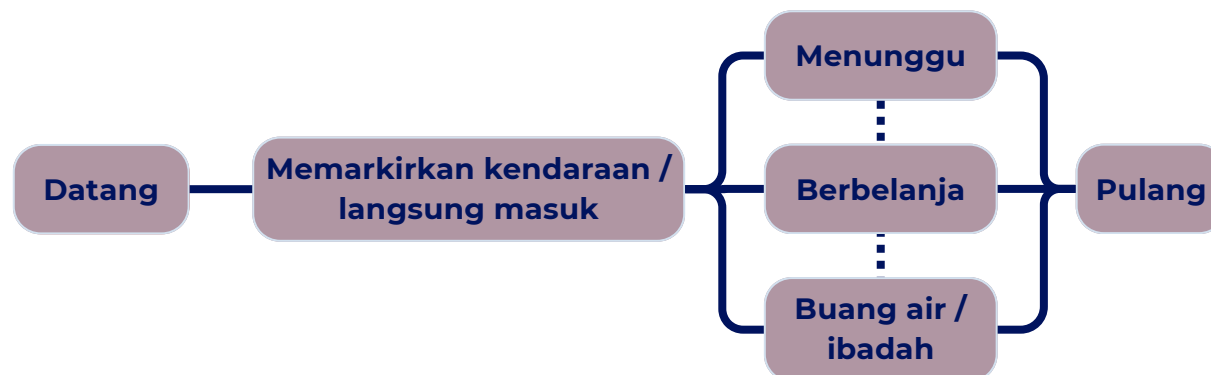 Datang
Memarkirkan kendaraan /
langsung masuk
Menunggu
Berbelanja
Buang air /
ibadah
Pulang